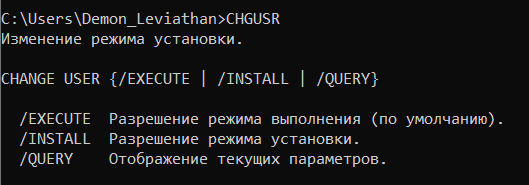 C:\Users\Demon_Leviathan>CHGUSR
Изменение режима установки.
CHANGE USER {/EXECUTE | /INSTALL | /QUERY}
/EXECUTE  Разрешение режима выполнения (по умолчанию).
/INSTALL  Разрешение режима установки.
/QUERY    Отображение текущих параметров.